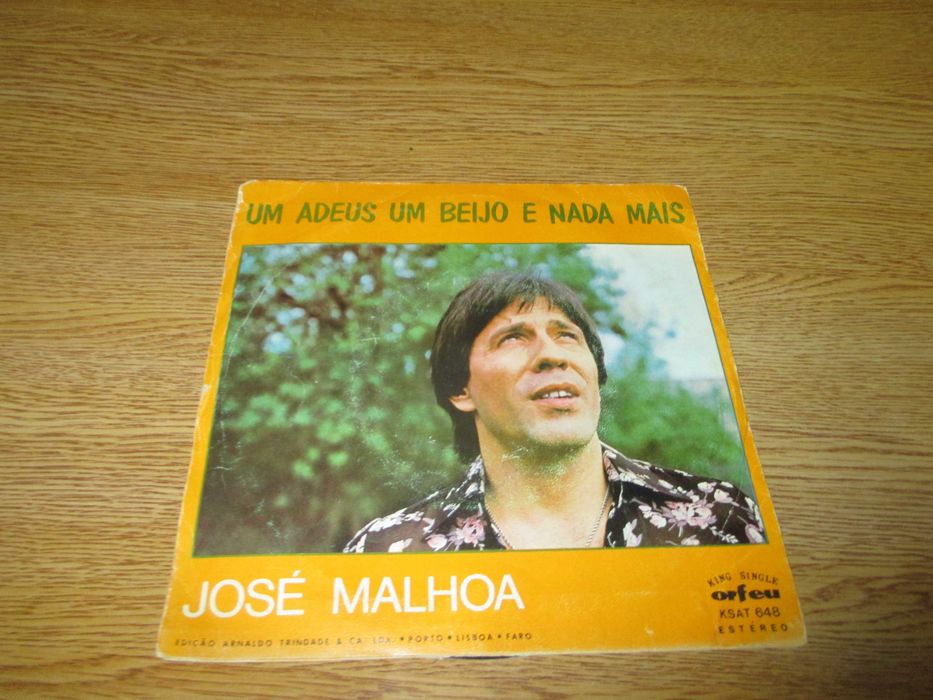 UM ADEUS UM BEIJO E NADA MAIS
JOSÉ MALHOA
KING SINGLE
orfeu
KSAT 648
ESTÉREO
EDIÇÃO ARNALDO TRINDADE & CA. LDA. • PORTO • LISBOA • FARO